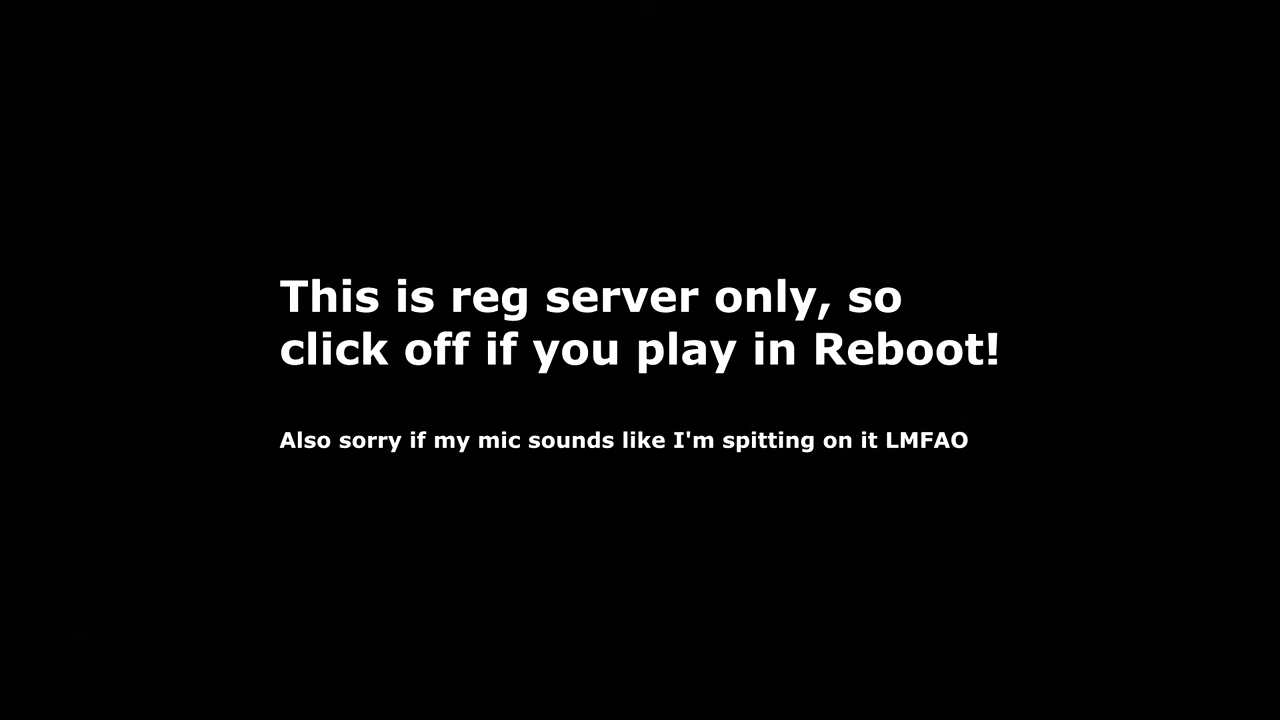 This is reg server only, so
click off if you play in Reboot!
Also sorry if my mic sounds like I'm spitting on it LMFAO